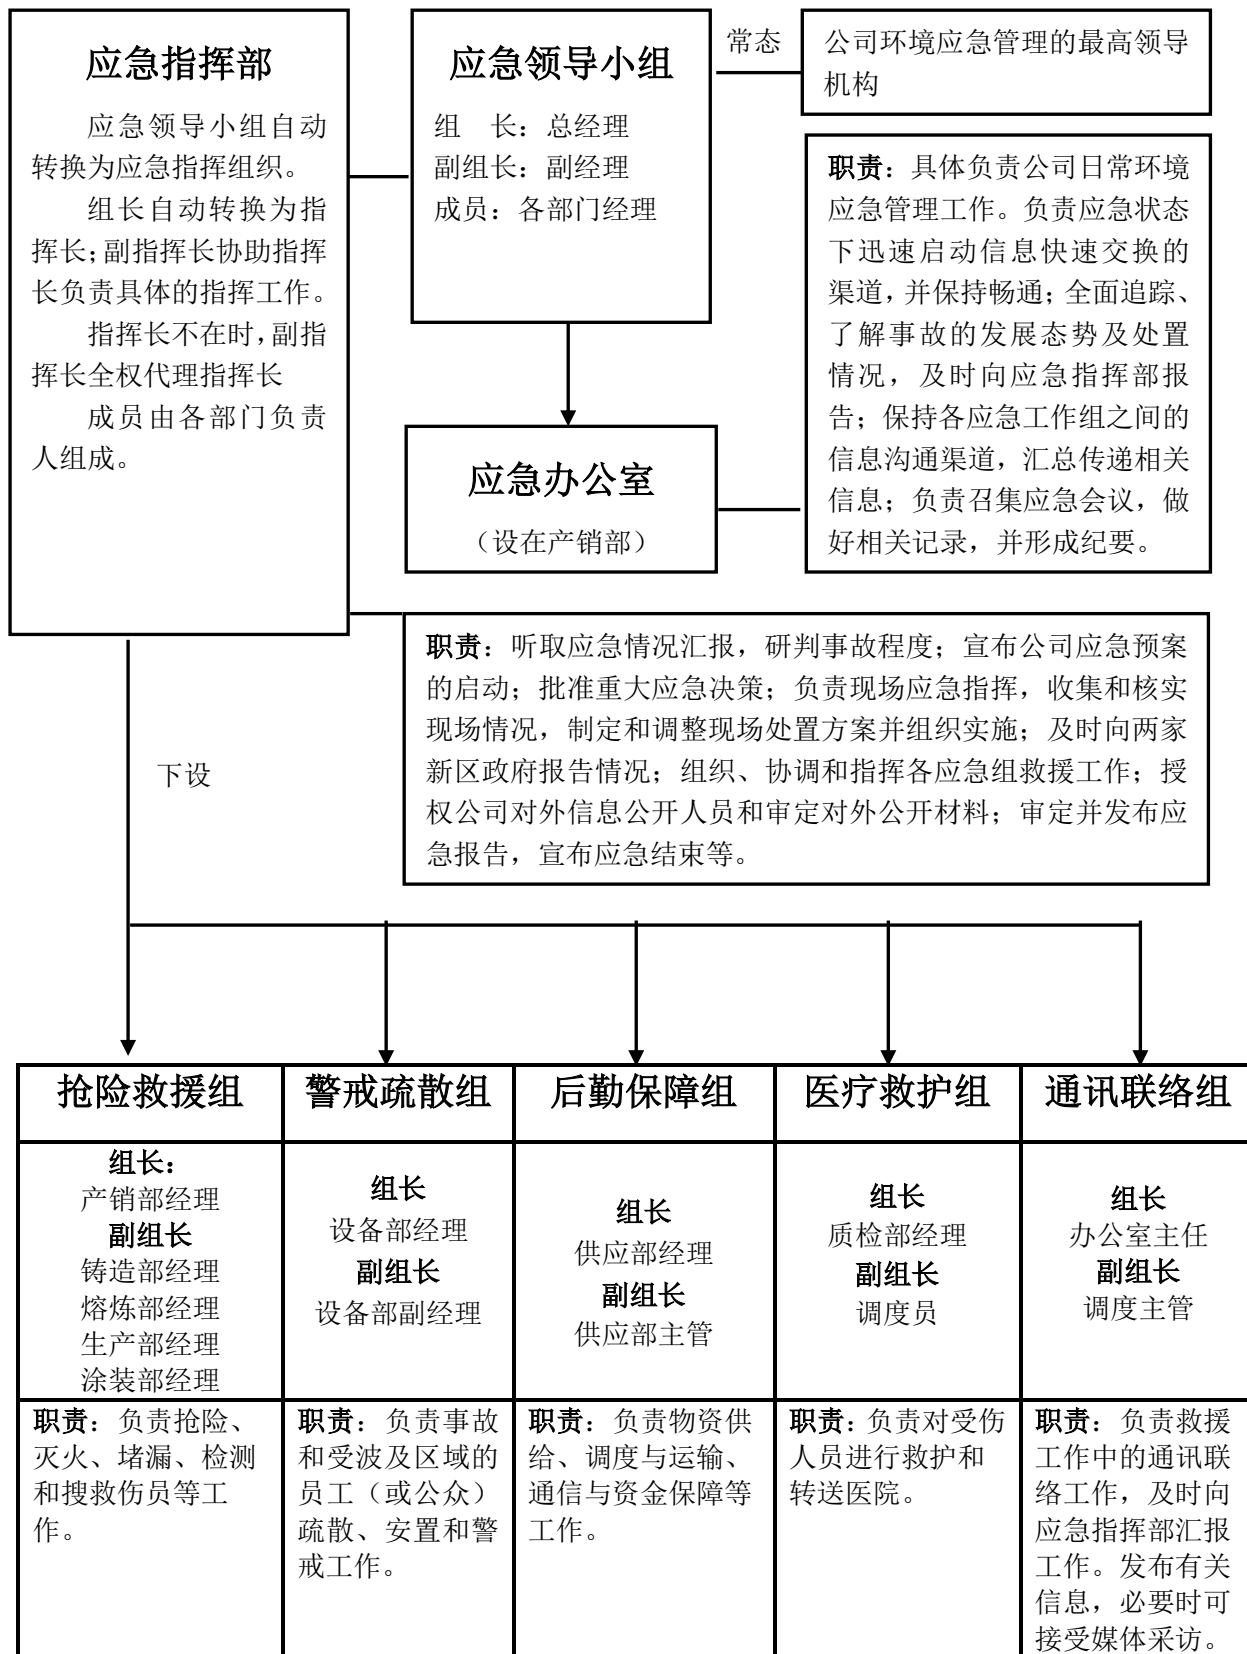 应急指挥部
应急领导小组自动
转换为应急指挥组织。
组长自动转换为指
挥长;副指挥长协助指挥
长负责具体的指挥工作。
指挥长不在时,副指
挥长全权代理指挥长
成员由各部门负责
人组成。
应急领导小组
组 长：总经理
副组长：副经理
成员：各部门经理
常态
公司环境应急管理的最高领导
机构
应急办公室
（设在产销部）
职责：具体负责公司日常环境
应急管理工作。负责应急状态
下迅速启动信息快速交换的
渠道,并保持畅通；全面追踪、
了解事故的发展态势及处置
情况，及时向应急指挥部报
告；保持各应急工作组之间的
信息沟通渠道，汇总传递相关
信息；负责召集应急会议，做
好相关记录，并形成纪要。
职责：听取应急情况汇报，研判事故程度；宣布公司应急预案
的启动；批准重大应急决策；负责现场应急指挥，收集和核实
现场情况，制定和调整现场处置方案并组织实施；及时向两家
新区政府报告情况；组织、协调和指挥各应急组救援工作；授
权公司对外信息公开人员和审定对外公开材料；审定并发布应
急报告，宣布应急结束等。
下设
抢险救援组
组长：
产销部经理
副组长
铸造部经理
熔炼部经理
生产部经理
涂装部经理
职责：负责抢险、
灭火、堵漏、检测
和搜救伤员等工
作。
警戒疏散组
组长
设备部经理
副组长
设备部副经理
职责：负责事故
和受波及区域的
员工（或公众）
疏散、安置和警
戒工作。
后勤保障组
组长
供应部经理
副组长
供应部主管
职责：负责物资供
给、调度与运输、
通信与资金保障等
工作。
医疗救护组
组长
质检部经理
副组长
调度员
职责：负责对受伤
人员进行救护和
转送医院。
通讯联络组
组长
办公室主任
副组长
调度主管
职责：负责救援
工作中的通讯联
络工作，及时向
应急指挥部汇报
工作。发布有关
信息，必要时可
接受媒体采访。